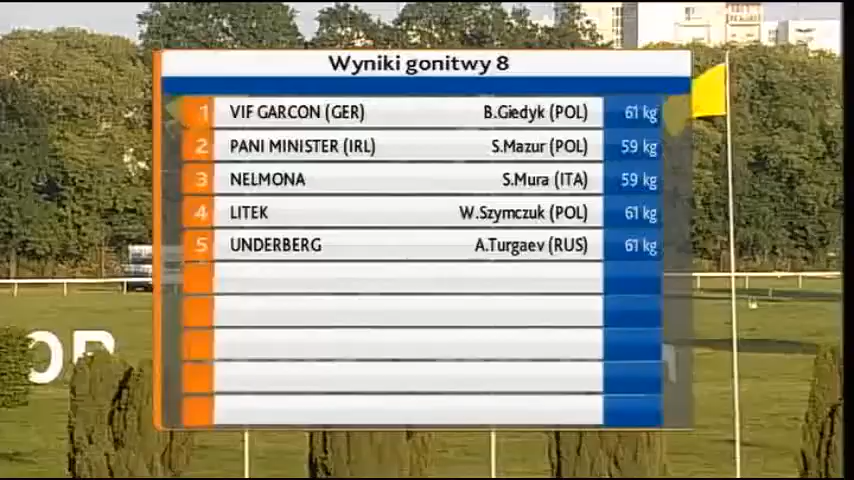 Wyniki gonitwy 8
1 VIF GARCON (GER) B.Giedyk (POL) 61 kg
2 PANI MINISTER (IRL) S.Mazur (POL) 59 kg
3 NELMONA S.Mura (ITA) 59 kg
4 LITEK W.Szymczuk (POL) 61 kg
5 UNDERBERG A.Turgaev (RUS) 61 kg